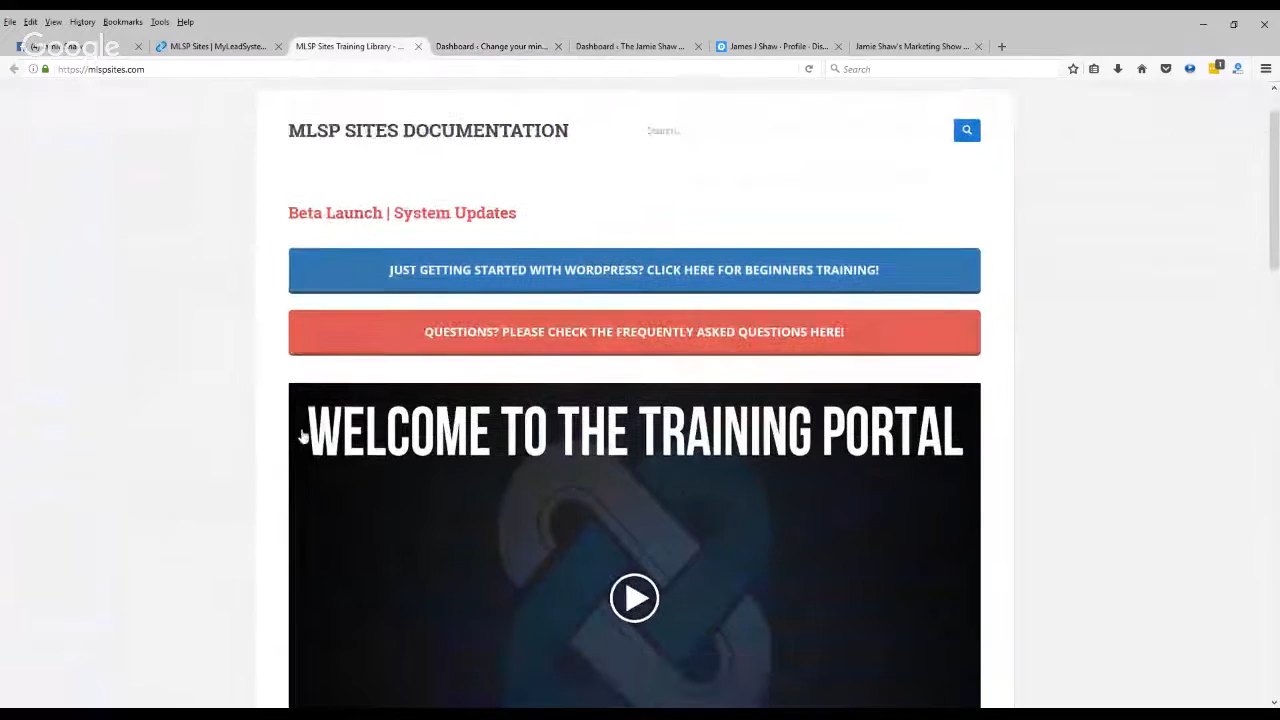 File Edit View History Bookmarks Tools Help
Google
MLSP Sites | MyLeadSyste...
MLSP Sites Training Library - ...
Dashboard ‹ Change your min...
Dashboard ‹ The Jamie Shaw ...
James J Shaw · Profile · Dis...
Jamie Shaw's Marketing Show ...
https://mlspsites.com
Search
1
MLSP SITES DOCUMENTATION
Search...
Beta Launch | System Updates
JUST GETTING STARTED WITH WORDPRESS? CLICK HERE FOR BEGINNERS TRAINING!
QUESTIONS? PLEASE CHECK THE FREQUENTLY ASKED QUESTIONS HERE!
WELCOME TO THE TRAINING PORTAL